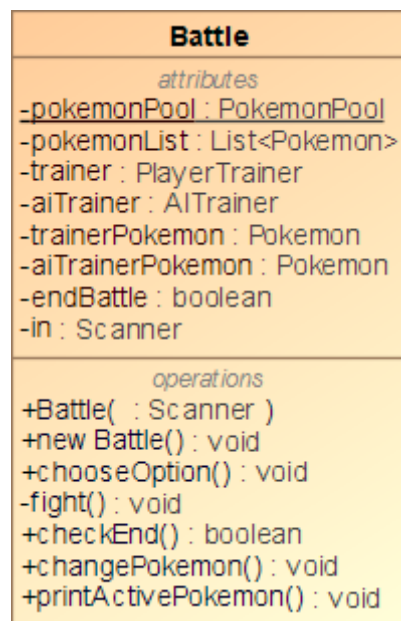 Battle
attributes
-pokemonPool : PokemonPool
-pokemonList : List<Pokemon>
-trainer : PlayerTrainer
-aiTrainer : AITrainer
-trainerPokemon : Pokemon
-aiTrainerPokemon : Pokemon
-endBattle : boolean
-in : Scanner
operations
+Battle( : Scanner )
+new Battle() : void
+chooseOption() : void
-fight() : void
+checkEnd() : boolean
+changePokemon() : void
+printActivePokemon() : void